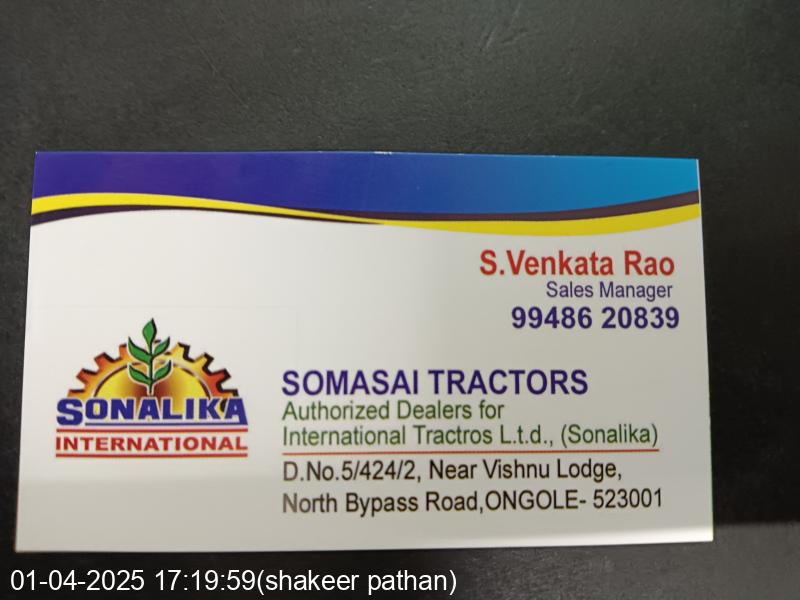 S.Venkata Rao
Sales Manager
99486 20839
SONALIKA
INTERNATIONAL
SOMASAI TRACTORS
Authorized Dealers for
International Tractros L.t.d., (Sonalika)
D.No.5/424/2, Near Vishnu Lodge,
North Bypass Road,ONGOLE- 523001
01-04-2025 17:19:59(shakeer pathan)